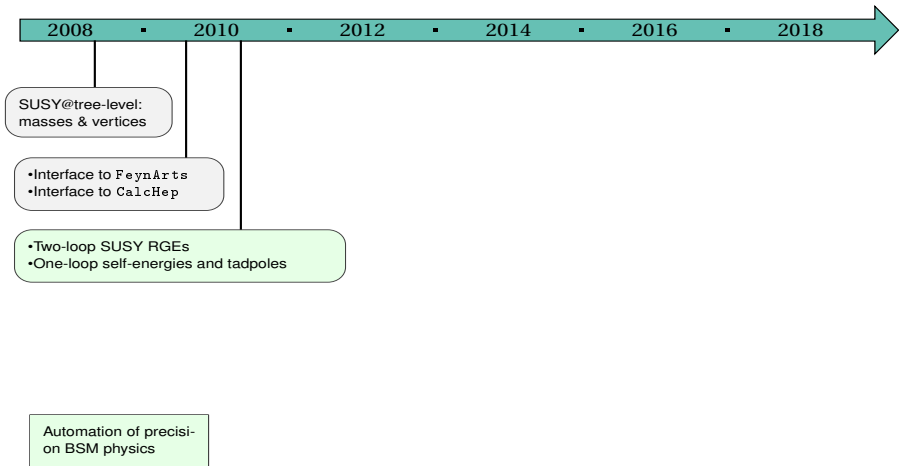 2008 2010 2012 2014 2016 2018
SUSY@tree-level:
masses & vertices
•Interface to FeynArts
•Interface to CalcHep
•Two-loop SUSY RGEs
•One-loop self-energies and tadpoles
Automation of precisi-
on BSM physics